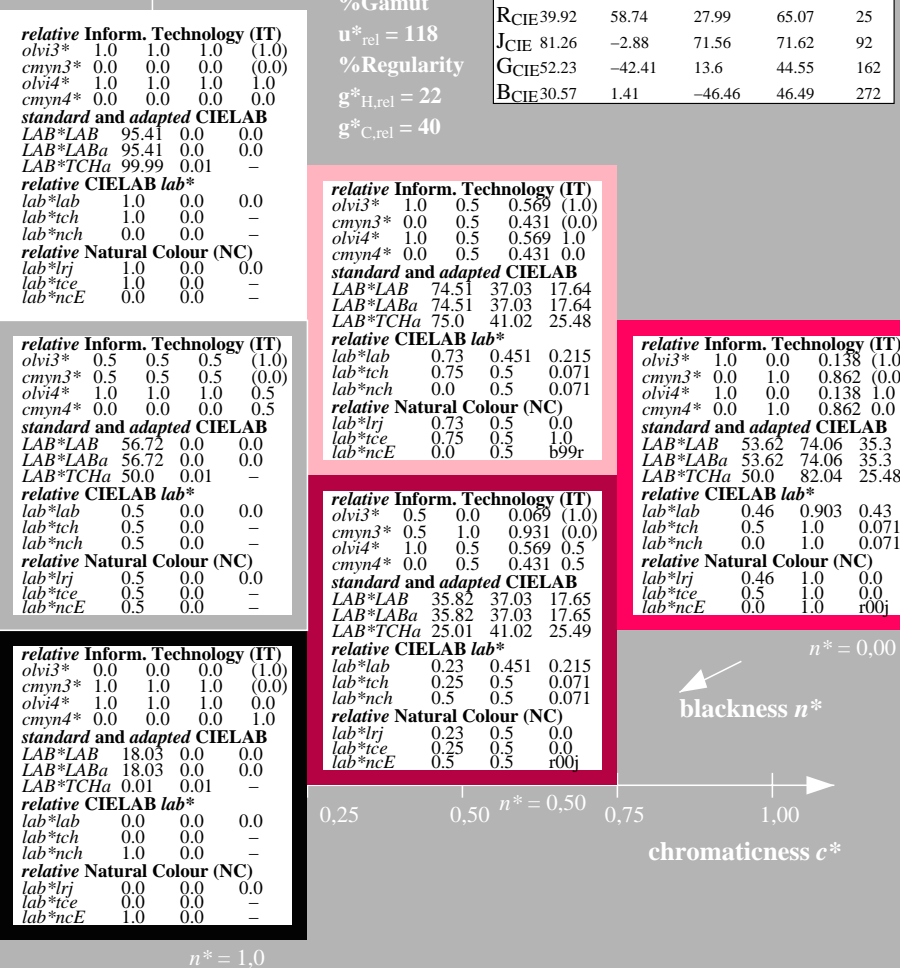 %Gamut
u*rel = 118
%Regularity
g*H,rel = 22
g*C,rel = 40
RCIE 39.92 58.74 27.99 65.07 25
JCIE 81.26 −2.88 71.56 71.62 92
GCIE 52.23 −42.41 13.6 44.55 162
BCIE 30.57 1.41 −46.46 46.49 272
relative Inform. Technology (IT)
olvi3* 1.0 1.0 1.0 (1.0)
cmyn3* 0.0 0.0 0.0 (0.0)
olvi4* 1.0 1.0 1.0 1.0
cmyn4* 0.0 0.0 0.0 0.0
standard and adapted CIELAB
LAB*LAB 95.41 0.0 0.0
LAB*LABa 95.41 0.0 0.0
LAB*TCHa 99.99 0.01 –
relative CIELAB lab*
lab*lab 1.0 0.0 0.0
lab*tch 1.0 0.0 –
lab*nch 0.0 0.0 –
relative Natural Colour (NC)
lab*lrj 1.0 0.0 0.0
lab*tce 1.0 0.0 –
lab*ncE 0.0 0.0 –
relative Inform. Technology (IT)
olvi3* 1.0 0.5 0.569 (1.0)
cmyn3* 0.0 0.5 0.431 (0.0)
olvi4* 1.0 0.5 0.569 1.0
cmyn4* 0.0 0.5 0.431 0.0
standard and adapted CIELAB
LAB*LAB 74.51 37.03 17.64
LAB*LABa 74.51 37.03 17.64
LAB*TCHa 75.0 41.02 25.48
relative CIELAB lab*
lab*lab 0.73 0.451 0.215
lab*tch 0.75 0.5 0.071
lab*nch 0.0 0.5 0.071
relative Natural Colour (NC)
lab*lrj 0.73 0.5 0.0
lab*tce 0.75 0.5 1.0
lab*ncE 0.0 0.5 b99r
relative Inform. Technology (IT)
olvi3* 0.5 0.5 0.5 (1.0)
cmyn3* 0.5 0.5 0.5 (0.0)
olvi4* 1.0 1.0 1.0 0.5
cmyn4* 0.0 0.0 0.0 0.5
standard and adapted CIELAB
LAB*LAB 56.72 0.0 0.0
LAB*LABa 56.72 0.0 0.0
LAB*TCHa 50.0 0.01 –
relative CIELAB lab*
lab*lab 0.5 0.0 0.0
lab*tch 0.5 0.0 –
lab*nch 0.5 0.0 –
relative Natural Colour (NC)
lab*lrj 0.5 0.0 0.0
lab*tce 0.5 0.0 –
lab*ncE 0.5 0.0 –
relative Inform. Technology (IT)
olvi3* 1.0 0.0 0.138 (1.0
cmyn3* 0.0 1.0 0.862 (0.0
olvi4* 1.0 0.0 0.138 1.0
cmyn4* 0.0 1.0 0.862 0.0
standard and adapted CIELAB
LAB*LAB 53.62 74.06 35.3
LAB*LABa 53.62 74.06 35.3
LAB*TCHa 50.0 82.04 25.48
relative CIELAB lab*
lab*lab 0.46 0.903 0.43
lab*tch 0.5 1.0 0.071
lab*nch 0.0 1.0 0.071
relative Natural Colour (NC)
lab*lrj 0.46 1.0 0.0
lab*tce 0.5 1.0 0.0
lab*ncE 0.0 1.0 r00j
relative Inform. Technology (IT)
olvi3* 0.5 0.0 0.069 (1.0)
cmyn3* 0.5 1.0 0.931 (0.0)
olvi4* 1.0 0.5 0.569 0.5
cmyn4* 0.0 0.5 0.431 0.5
standard and adapted CIELAB
LAB*LAB 35.82 37.03 17.65
LAB*LABa 35.82 37.03 17.65
LAB*TCHa 25.01 41.02 25.49
relative CIELAB lab*
lab*lab 0.23 0.451 0.215
lab*tch 0.25 0.5 0.071
lab*nch 0.5 0.5 0.071
relative Natural Colour (NC)
lab*lrj 0.23 0.5 0.0
lab*tce 0.25 0.5 0.0
lab*ncE 0.5 0.5 r00j
relative Inform. Technology (IT)
olvi3* 0.0 0.0 0.0 (1.0)
cmyn3* 1.0 1.0 1.0 (0.0)
olvi4* 1.0 1.0 1.0 0.0
cmyn4* 0.0 0.0 0.0 1.0
standard and adapted CIELAB
LAB*LAB 18.03 0.0 0.0
LAB*LABa 18.03 0.0 0.0
LAB*TCHa 0.01 0.01 –
relative CIELAB lab*
lab*lab 0.0 0.0 0.0
lab*tch 0.0 0.0 –
lab*nch 1.0 0.0 –
relative Natural Colour (NC)
lab*lrj 0.0 0.0 0.0
lab*tce 0.0 0.0 –
lab*ncE 1.0 0.0 –
n* = 0,00
blackness n*
n* = 0,50
0,25 0,50 0,75 1,00
chromaticness c*
n* = 1,0